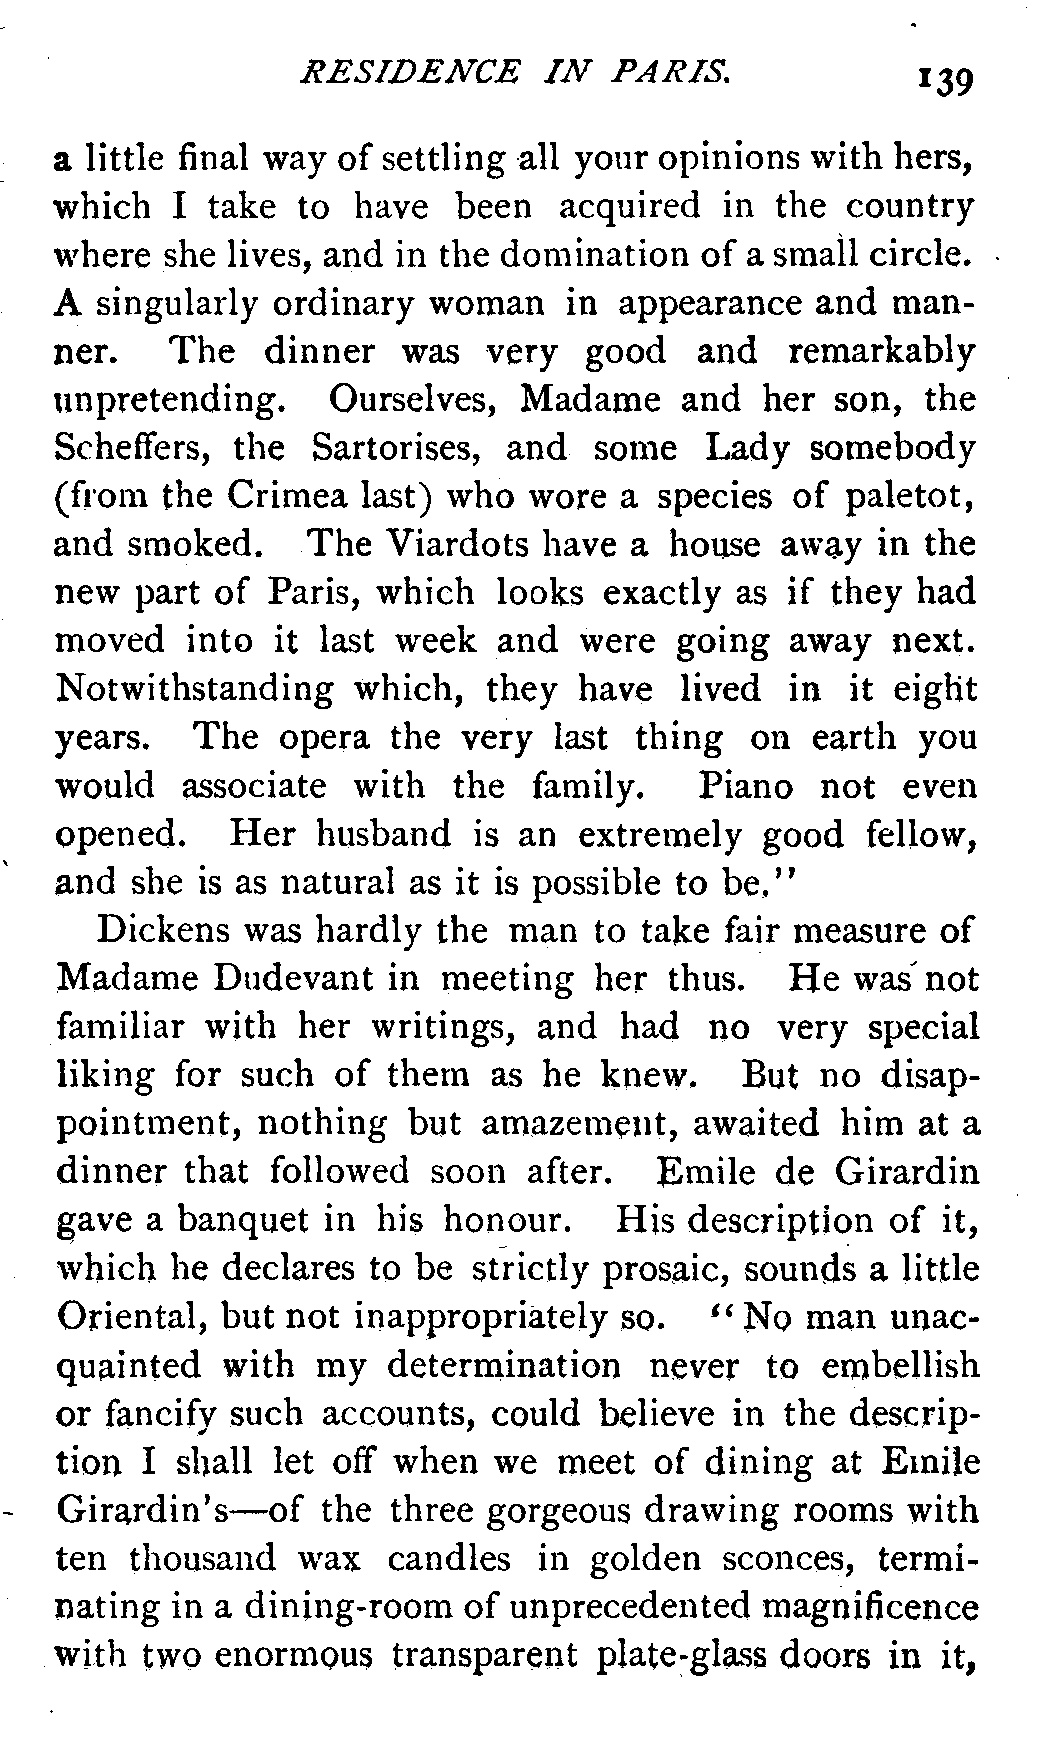 RESIDENCE IN PARIS. 139
a little final way of settling all your opinions with hers,
which I take to have been acquired in the country
where she lives, and in the domination of a small circle.
A singularly ordinary woman in appearance and man-
ner. The dinner was very good and remarkably
unpretending. Ourselves, Madame and her son, the
Scheffers, the Sartorises, and some Lady somebody
(from the Crimea last) who wore a species of paletot,
and smoked. The Viardots have a house away in the
new part of Paris, which looks exactly as if they had
moved into it last week and were going away next.
Notwithstanding which, they have lived in it eight
years. The opera the very last thing on earth you
would associate with the family. Piano not even
opened. Her husband is an extremely good fellow,
and she is as natural as it is possible to be."
Dickens was hardly the man to take fair measure of
Madame Dudevant in meeting her thus. He was not
familiar with her writings, and had no very special
liking for such of them as he knew. But no disap-
pointment, nothing but amazement, awaited him at a
dinner that followed soon after. Emile de Girardin
gave a banquet in his honour. His description of it,
which he declares to be strictly prosaic, sounds a little
Oriental, but not inappropriately so. "No man unac-
quainted with my determination never to embellish
or fancify such accounts, could believe in the descrip-
tion I shall let off when we meet of dining at Emile
Girardin's—of the three gorgeous drawing rooms with
ten thousand wax candles in golden sconces, termi-
nating in a dining-room of unprecedented magnificence
with two enormous transparent plate-glass doors in it,